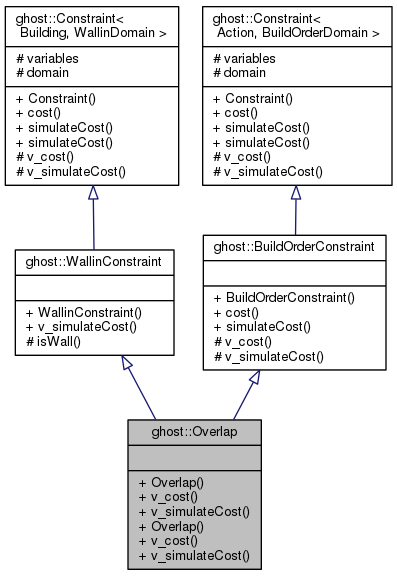 ghost::Constraint<
Building, WallinDomain >
# variables
# domain
+ Constraint()
+ cost()
+ simulateCost()
+ simulateCost()
# v_cost()
# v_simulateCost()
ghost::Constraint<
Action, BuildOrderDomain >
# variables
# domain
+ Constraint()
+ cost()
+ simulateCost()
+ simulateCost()
# v_cost()
# v_simulateCost()
ghost::WallinConstraint
+ WallinConstraint()
+ v_simulateCost()
# isWall()
ghost::BuildOrderConstraint
+ BuildOrderConstraint()
+ cost()
+ simulateCost()
# v_cost()
# v_simulateCost()
ghost::Overlap
+ Overlap()
+ v_cost()
+ v_simulateCost()
+ Overlap()
+ v_cost()
+ v_simulateCost()